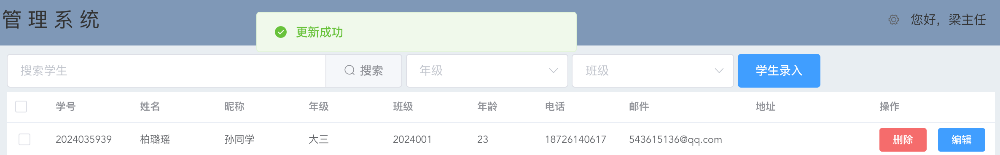 管理系统
您好，梁主任
更新成功
搜索学生 搜索 年级 班级 学生录入
学号 姓名 昵称 年级 班级 年龄 电话 邮件 地址 操作
2024035939 柏璐瑶 孙同学 大三 2024001 23 18726140617 543615136@qq.com 删除 编辑